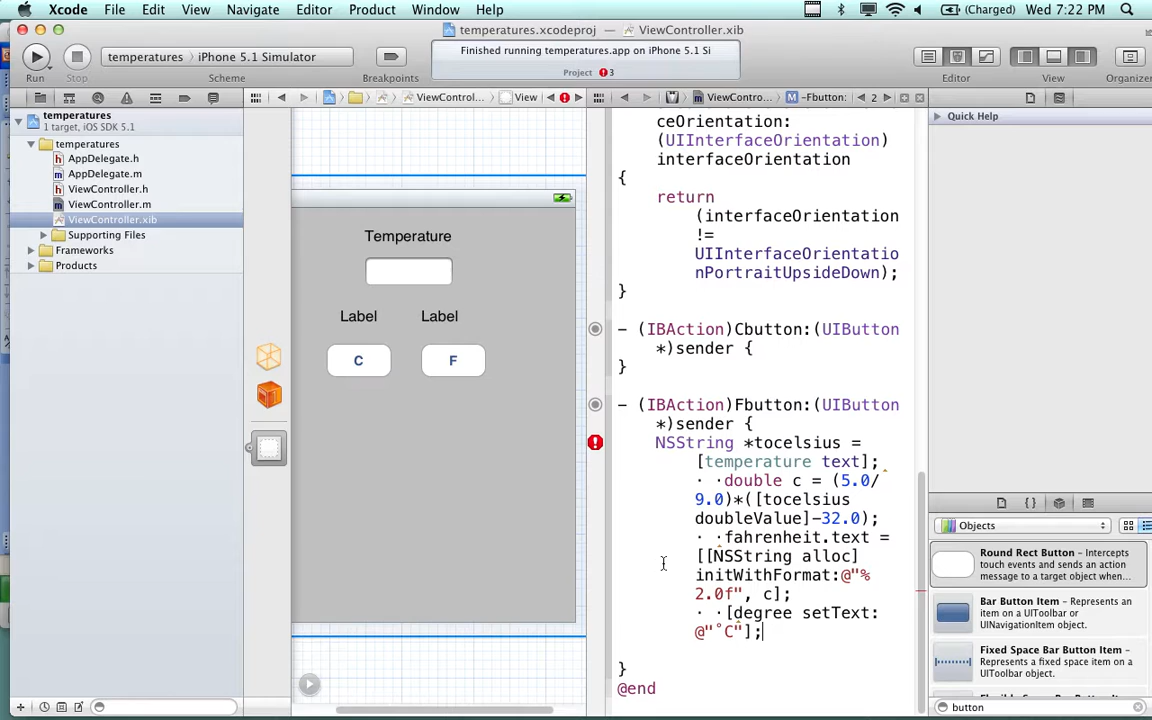 Xcode File Edit View Navigate Editor Product Window Help (Charged) Wed 7:22 PM
temperatures.xcodeproj — ViewController.xib
Run Stop temperatures iPhone 5.1 Simulator
Scheme Breakpoints
Finished running temperatures.app on iPhone 5.1 Si
Project 3
Editor View Organizer
ViewControl... View
ViewContro... M -Fbutton: 2
temperatures
1 target, iOS SDK 5.1
temperatures
AppDelegate.h
AppDelegate.m
ViewController.h
ViewController.m
ViewController.xib
Supporting Files
Frameworks
Products
Temperature
Label Label
C F
ceOrientation:
(UIInterfaceOrientation)
interfaceOrientation
{
return
(interfaceOrientation
!=
UIInterfaceOrientatio
nPortraitUpsideDown);
}
- (IBAction)Cbutton:(UIButton
*)sender {
}
- (IBAction)Fbutton:(UIButton
*)sender {
NSString *tocelsius =
[temperature text];
double c = (5.0/
9.0)*([tocelsius
doubleValue]-32.0);
fahrenheit.text =
[[NSString alloc]
initWithFormat:@"%
2.0f", c];
[degree setText:
@"˚C"];
}
@end
Quick Help
Objects
Round Rect Button – Intercepts
touch events and sends an action
message to a target object when...
Bar Button Item – Represents an
item on a UIToolbar or
UINavigationItem object.
Fixed Space Bar Button Item –
Represents a fixed space item on a
UIToolbar object.
button